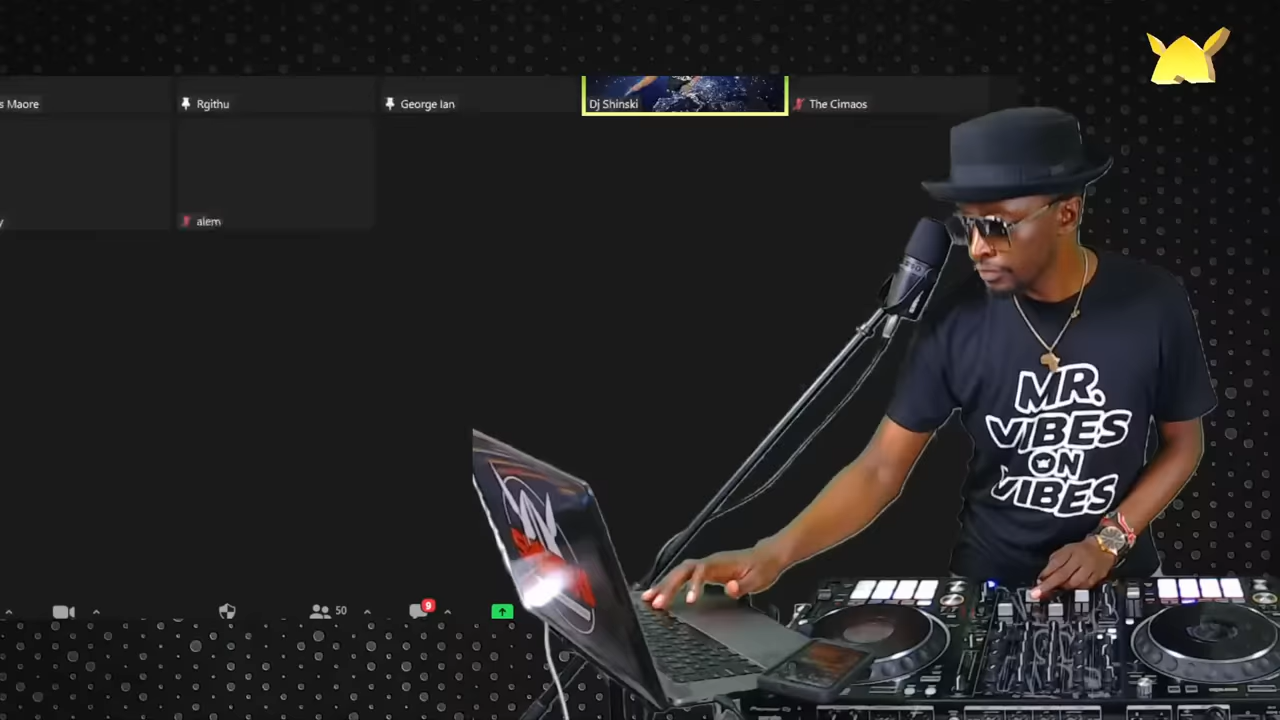 s Maore
Rgithu
George Ian
Dj Shinski
The Cimaos
alem
MR.
VIBES
ON
VIBES
50
9